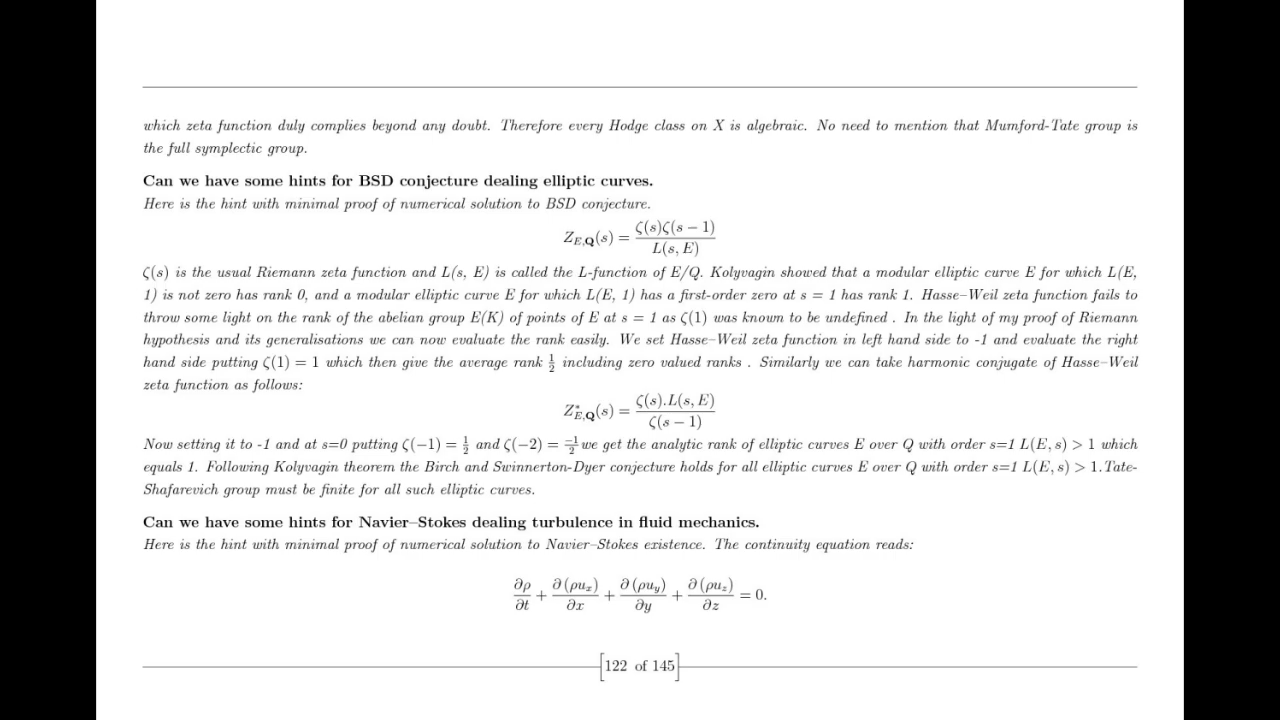 which zeta function duly complies beyond any doubt. Therefore every Hodge class on X is algebraic. No need to mention that Mumford-Tate group is
the full symplectic group.
Can we have some hints for BSD conjecture dealing elliptic curves.
Here is the hint with minimal proof of numerical solution to BSD conjecture.
Z_{E,Q}(s) = \frac{ζ(s)ζ(s − 1)}{L(s, E)}
ζ(s) is the usual Riemann zeta function and L(s, E) is called the L-function of E/Q. Kolyvagin showed that a modular elliptic curve E for which L(E,
1) is not zero has rank 0, and a modular elliptic curve E for which L(E, 1) has a first-order zero at s = 1 has rank 1. Hasse–Weil zeta function fails to
throw some light on the rank of the abelian group E(K) of points of E at s = 1 as ζ(1) was known to be undefined . In the light of my proof of Riemann
hypothesis and its generalisations we can now evaluate the rank easily. We set Hasse–Weil zeta function in left hand side to -1 and evaluate the right
hand side putting ζ(1) = 1 which then give the average rank \frac{1}{2} including zero valued ranks . Similarly we can take harmonic conjugate of Hasse–Weil
zeta function as follows:
Z^*_{E,Q}(s) = \frac{ζ(s).L(s, E)}{ζ(s − 1)}
Now setting it to -1 and at s=0 putting ζ(−1) = \frac{1}{2} and ζ(−2) = \frac{−1}{2} we get the analytic rank of elliptic curves E over Q with order s=1 L(E, s) > 1 which
equals 1. Following Kolyvagin theorem the Birch and Swinnerton-Dyer conjecture holds for all elliptic curves E over Q with order s=1 L(E, s) > 1.Tate-
Shafarevich group must be finite for all such elliptic curves.
Can we have some hints for Navier–Stokes dealing turbulence in fluid mechanics.
Here is the hint with minimal proof of numerical solution to Navier–Stokes existence. The continuity equation reads:
\frac{∂ρ}{∂t} + \frac{∂(ρu_x)}{∂x} + \frac{∂(ρu_y)}{∂y} + \frac{∂(ρu_z)}{∂z} = 0.
[122 of 145]